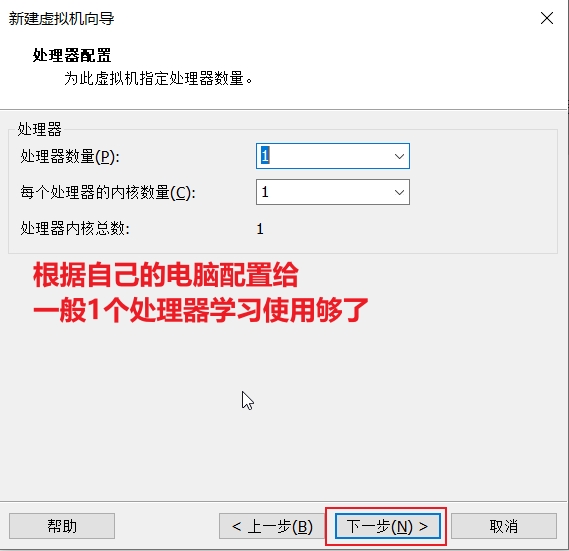 新建虚拟机向导
处理器配置
为此虚拟机指定处理器数量。
处理器
处理器数量(P):
1
每个处理器的内核数量(C):
1
处理器内核总数:
1
根据自己的电脑配置给
一般1个处理器学习使用够了
帮助
< 上一步(B)
下一步(N) >
取消